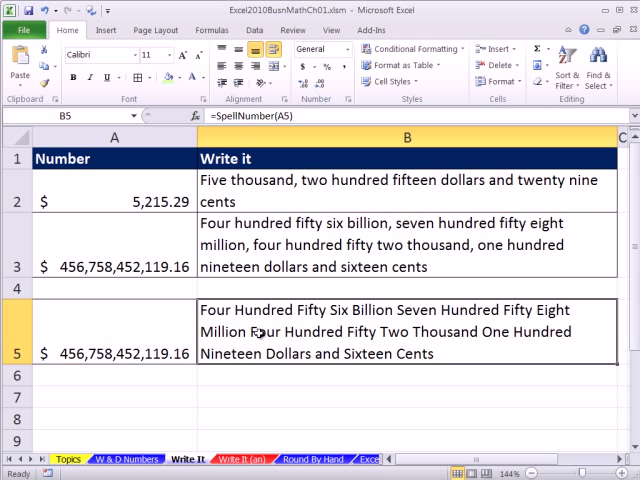 Excel2010BusnMathCh01.xlsm - Microsoft Excel
File Home Insert Page Layout Formulas Data Review View Add-Ins
Paste
Calibri 11
B I U
General
$ % ,
Conditional Formatting
Format as Table
Cell Styles
Insert
Delete
Format
Sort & Filter
Find & Select
Clipboard Font Alignment Number Styles Cells Editing
B5 fx =SpellNumber(A5)
A B C
1 Number Write it
2 $ 5,215.29 Five thousand, two hundred fifteen dollars and twenty nine
cents
Four hundred fifty six billion, seven hundred fifty eight
million, four hundred fifty two thousand, one hundred
3 $ 456,758,452,119.16 nineteen dollars and sixteen cents
4
Four Hundred Fifty Six Billion Seven Hundred Fifty Eight
Million Four Hundred Fifty Two Thousand One Hundred
5 $ 456,758,452,119.16 Nineteen Dollars and Sixteen Cents
6
7
8
9
Topics W & D Numbers Write It Write It (an) Round By Hand Exce
Ready 144%